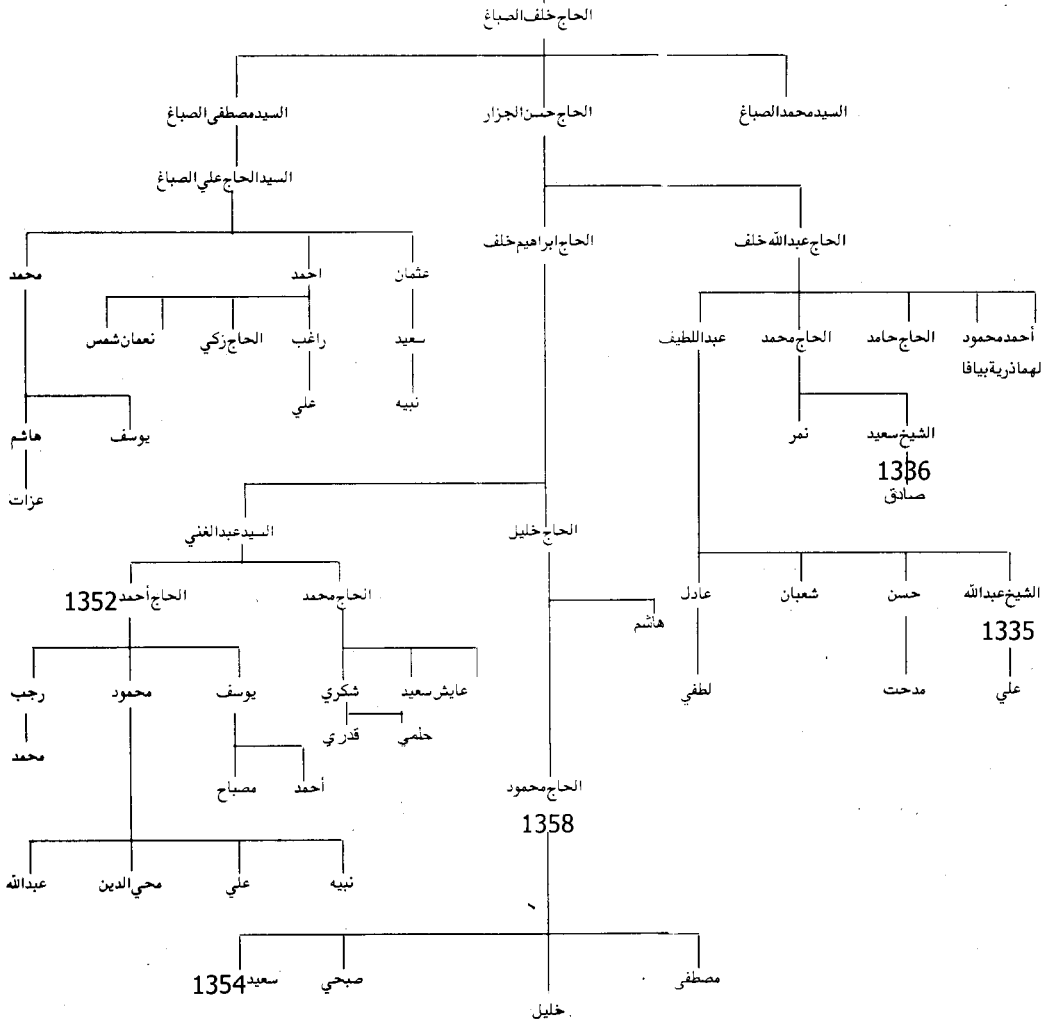 الحاج خلف الصباغ
السيد محمد الصباغ الحاج حسن الجزار السيد مصطفى الصباغ
السيد الحاج علي الصباغ
الحاج عبدالله خلف الحاج ابراهيم خلف
عثمان احمد محمد
أحمد محمود الحاج حامد الحاج محمد عبداللطيف سعيد راغب الحاج زكي نعمان شمس
لهما ذرية بيافا
نبيه علي
الشيخ سعيد نمر يوسف هاشم
1336
صادق عزات
الحاج خليل السيد عبدالغني
الشيخ عبدالله حسن شعبان عادل الحاج محمد الحاج أحمد 1352
هاشم
1335
علي مدحت لطفي عايش سعيد شكري يوسف محمود رجب
حلمي قدري
محمد
الحاج محمود أحمد مصباح
1358
نبيه علي محي الدين عبدالله
مصطفى صبحي سعيد 1354
خليل